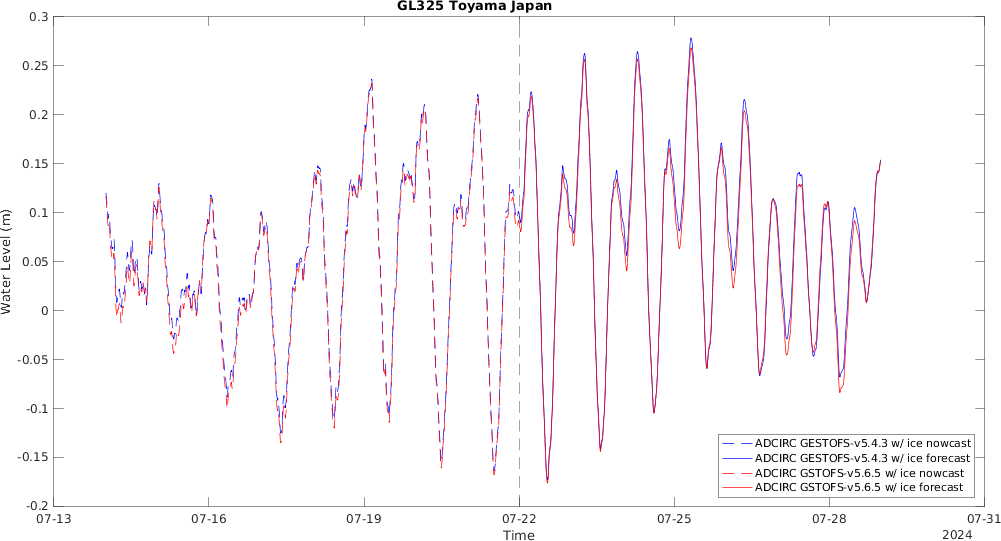 GL325 Toyama Japan
0.3
0.25
0.2
0.15
0.1
0.05
0
-0.05
-0.1
-0.15
-0.2
Water Level (m)
ADCIRC GESTOFS-v5.4.3 w/ ice nowcast
ADCIRC GESTOFS-v5.4.3 w/ ice forecast
ADCIRC GSTOFS-v5.6.5 w/ ice nowcast
ADCIRC GSTOFS-v5.6.5 w/ ice forecast
07-13 07-16 07-19 07-22 07-25 07-28 07-31
Time
2024